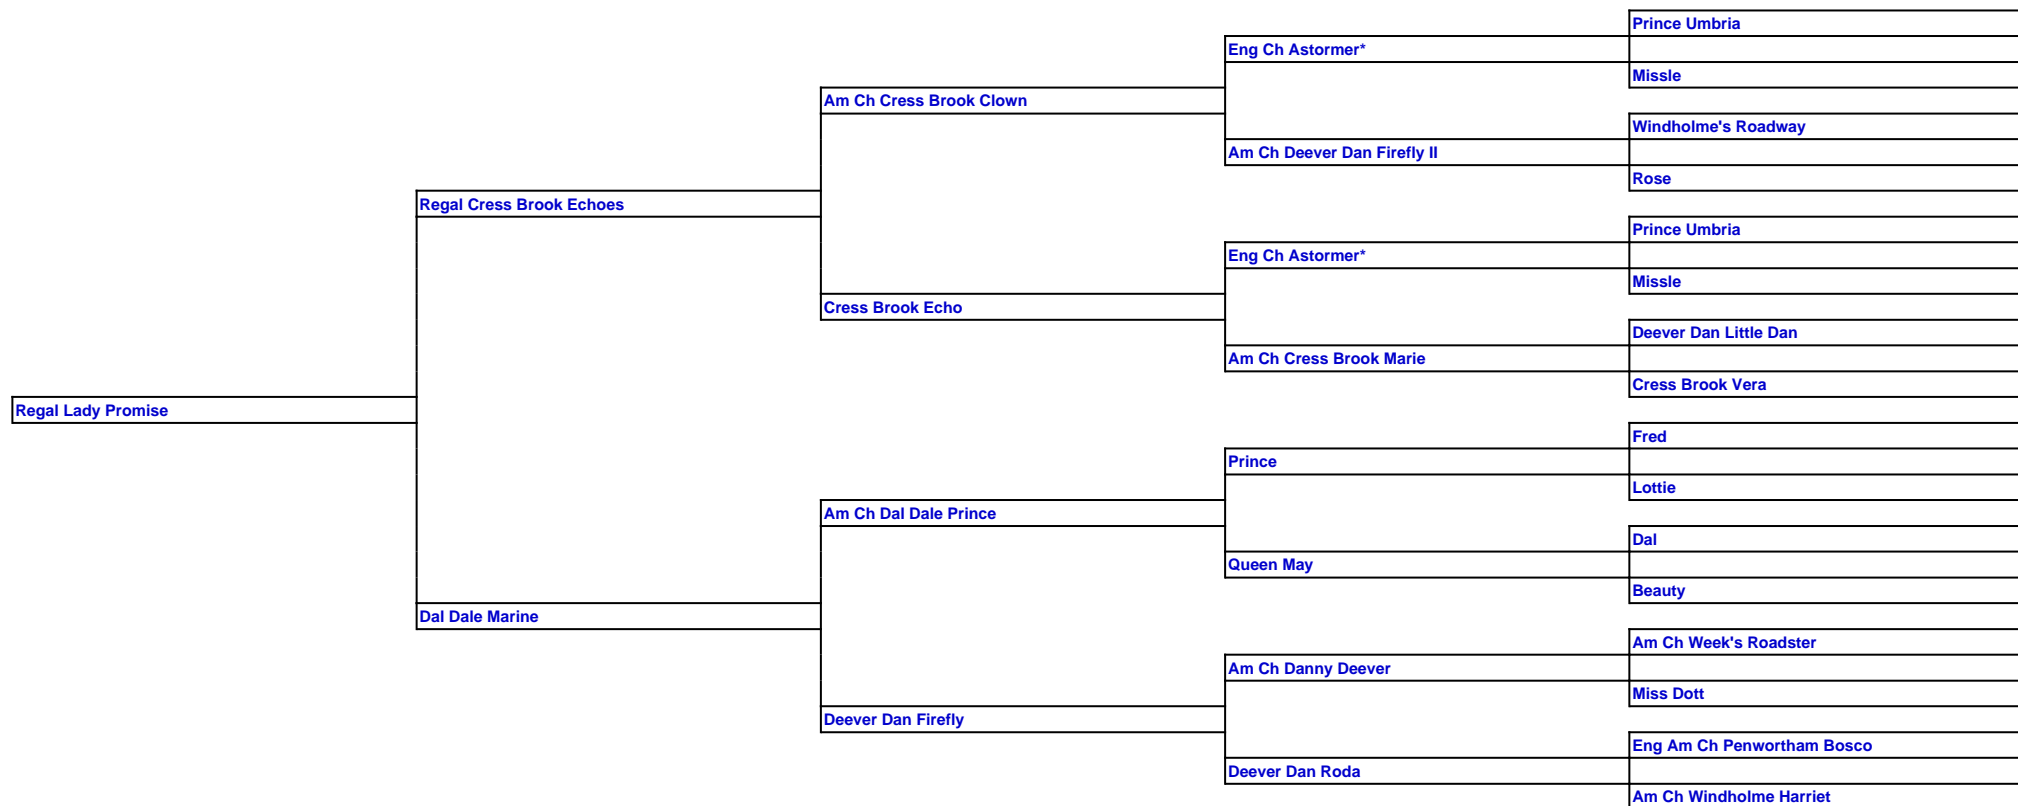 Prince Umbria
Eng Ch Astormer*
Missle
Am Ch Cress Brook Clown
Windholme's Roadway
Am Ch Deever Dan Firefly II
Rose
Regal Cress Brook Echoes
Prince Umbria
Eng Ch Astormer*
Missle
Cress Brook Echo
Deever Dan Little Dan
Am Ch Cress Brook Marie
Cress Brook Vera
Regal Lady Promise
Fred
Prince
Lottie
Am Ch Dal Dale Prince
Dal
Queen May
Beauty
Dal Dale Marine
Am Ch Week's Roadster
Am Ch Danny Deever
Miss Dott
Deever Dan Firefly
Eng Am Ch Penwortham Bosco
Deever Dan Roda
Am Ch Windholme Harriet